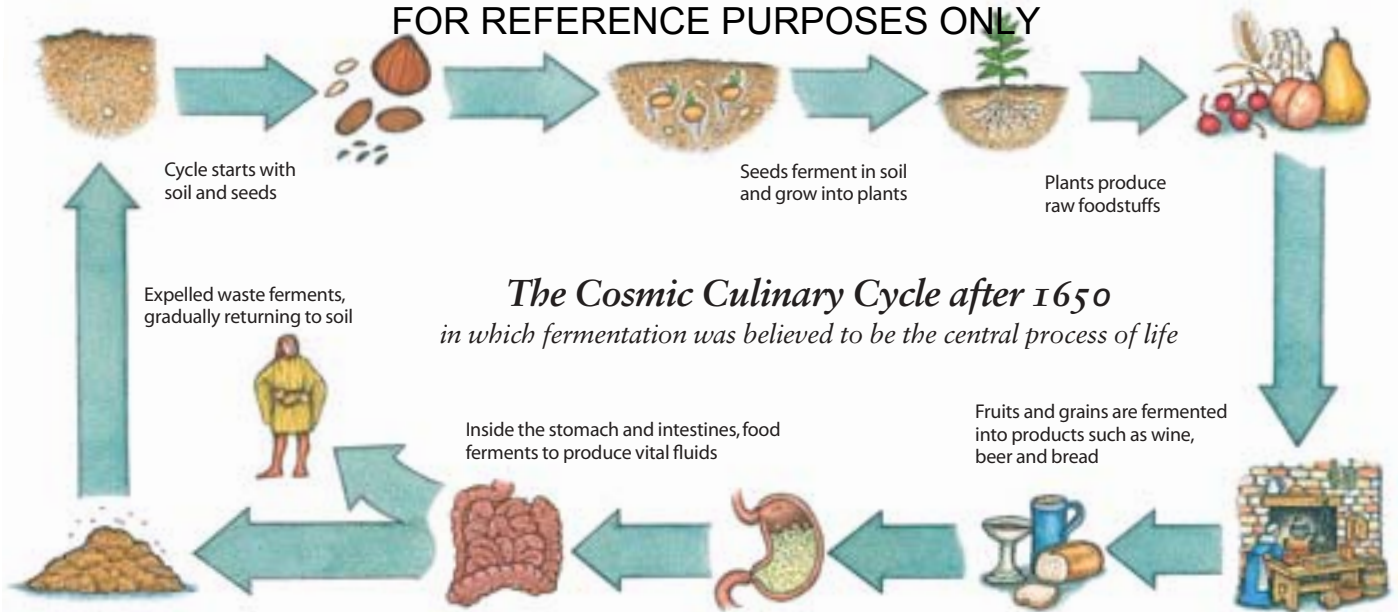 FOR REFERENCE PURPOSES ONLY
Cycle starts with
soil and seeds
Seeds ferment in soil
and grow into plants
Plants produce
raw foodstuffs
Expelled waste ferments,
gradually returning to soil
The Cosmic Culinary Cycle after 1650
in which fermentation was believed to be the central process of life
Inside the stomach and intestines, food
ferments to produce vital fluids
Fruits and grains are fermented
into products such as wine,
beer and bread